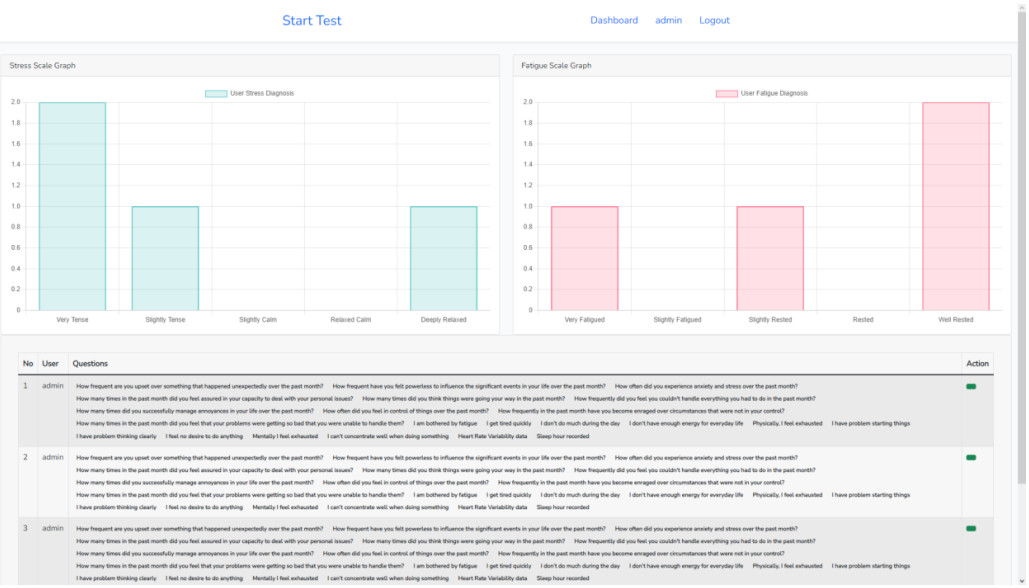 Start Test Dashboard admin Logout
Stress Scale Graph
User Stress Diagnosis
2.0
1.8
1.6
1.4
1.2
1.0
0.8
0.6
0.4
0.2
0
Very Tense Slightly Tense Slightly Calm Relaxed Calm Deeply Relaxed
Fatigue Scale Graph
User Fatigue Diagnosis
2.0
1.8
1.6
1.4
1.2
1.0
0.8
0.6
0.4
0.2
0
Very Fatigued Slightly Fatigued Slightly Rested Rested Well Rested
No User Questions Action
1 admin How frequent are you upset over something that happened unexpectedly over the past month? How frequent have you felt powerless to influence the significant events in your life over the past month? How often did you experience anxiety and stress over the past month?
How many times in the past month did you feel assured in your capacity to deal with your personal issues? How many times did you think things were going your way in the past month? How frequently did you feel you couldn't handle everything you had to do in the past month?
How many times did you successfully manage annoyances in your life over the past month? How often did you feel in control of things over the past month? How frequently in the past month have you become enraged over circumstances that were not in your control?
How many times in the past month did you feel that your problems were getting so bad that you were unable to handle them? I am bothered by fatigue I get tired quickly I don't do much during the day I don't have enough energy for everyday life Physically, I feel exhausted I have problem starting things
I have problem thinking clearly I feel no desire to do anything Mentally I feel exhausted I can't concentrate well when doing something Heart Rate Variability data Sleep hour recorded
2 admin How frequent are you upset over something that happened unexpectedly over the past month? How frequent have you felt powerless to influence the significant events in your life over the past month? How often did you experience anxiety and stress over the past month?
How many times in the past month did you feel assured in your capacity to deal with your personal issues? How many times did you think things were going your way in the past month? How frequently did you feel you couldn't handle everything you had to do in the past month?
How many times did you successfully manage annoyances in your life over the past month? How often did you feel in control of things over the past month? How frequently in the past month have you become enraged over circumstances that were not in your control?
How many times in the past month did you feel that your problems were getting so bad that you were unable to handle them? I am bothered by fatigue I get tired quickly I don't do much during the day I don't have enough energy for everyday life Physically, I feel exhausted I have problem starting things
I have problem thinking clearly I feel no desire to do anything Mentally I feel exhausted I can't concentrate well when doing something Heart Rate Variability data Sleep hour recorded
3 admin How frequent are you upset over something that happened unexpectedly over the past month? How frequent have you felt powerless to influence the significant events in your life over the past month? How often did you experience anxiety and stress over the past month?
How many times in the past month did you feel assured in your capacity to deal with your personal issues? How many times did you think things were going your way in the past month? How frequently did you feel you couldn't handle everything you had to do in the past month?
How many times did you successfully manage annoyances in your life over the past month? How often did you feel in control of things over the past month? How frequently in the past month have you become enraged over circumstances that were not in your control?
How many times in the past month did you feel that your problems were getting so bad that you were unable to handle them? I am bothered by fatigue I get tired quickly I don't do much during the day I don't have enough energy for everyday life Physically, I feel exhausted I have problem starting things
I have problem thinking clearly I feel no desire to do anything Mentally I feel exhausted I can't concentrate well when doing something Heart Rate Variability data Sleep hour recorded